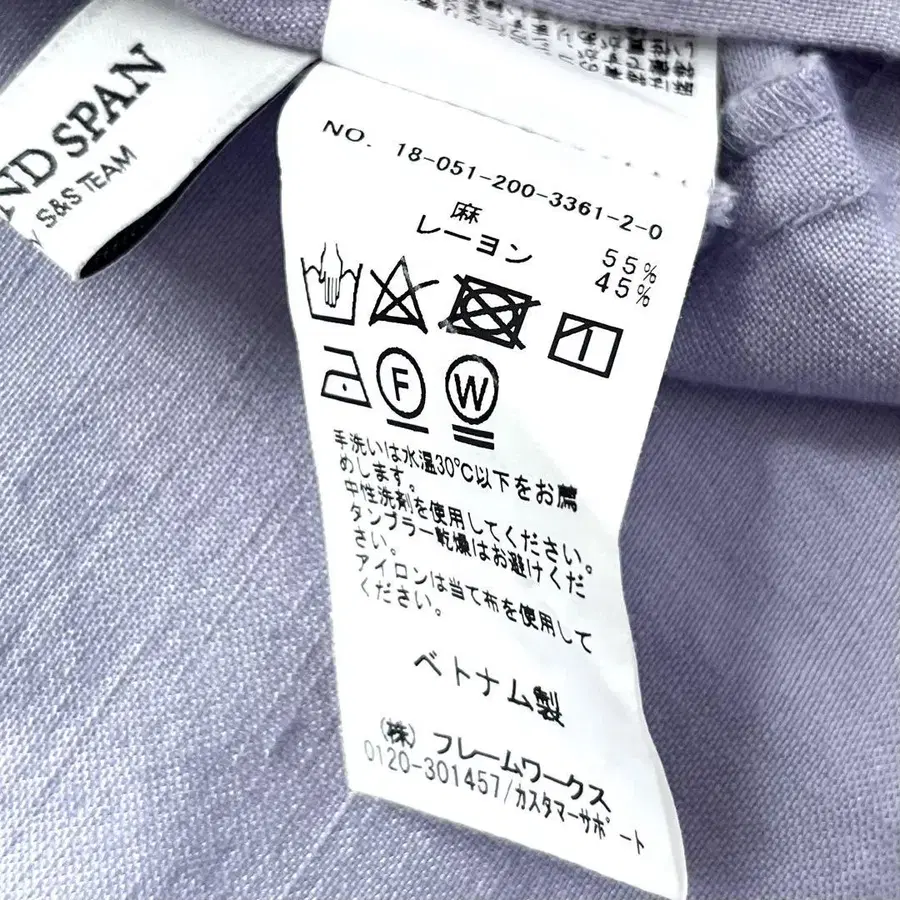 ND SPAN
S&S TEAM
NO. 18-051-200-3361-2-0
麻 55%
レーヨン 45%
F W
手洗いは水温30℃以下をお薦
めします。
中性洗剤を使用してください。
タンブラー乾燥はお避けくだ
さい。
アイロンは当て布を使用して
ください。
ベトナム製
(株) フレームワークス
0120-301457/カスタマーサポート